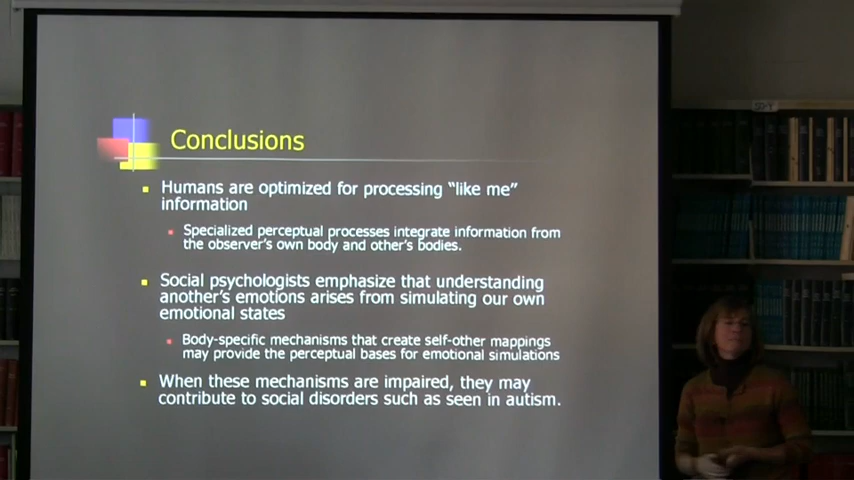 Conclusions
Humans are optimized for processing “like me”
information
Specialized perceptual processes integrate information from
the observer’s own body and other’s bodies.
Social psychologists emphasize that understanding
another’s emotions arises from simulating our own
emotional states
Body-specific mechanisms that create self-other mappings
may provide the perceptual bases for emotional simulations
When these mechanisms are impaired, they may
contribute to social disorders such as seen in autism.